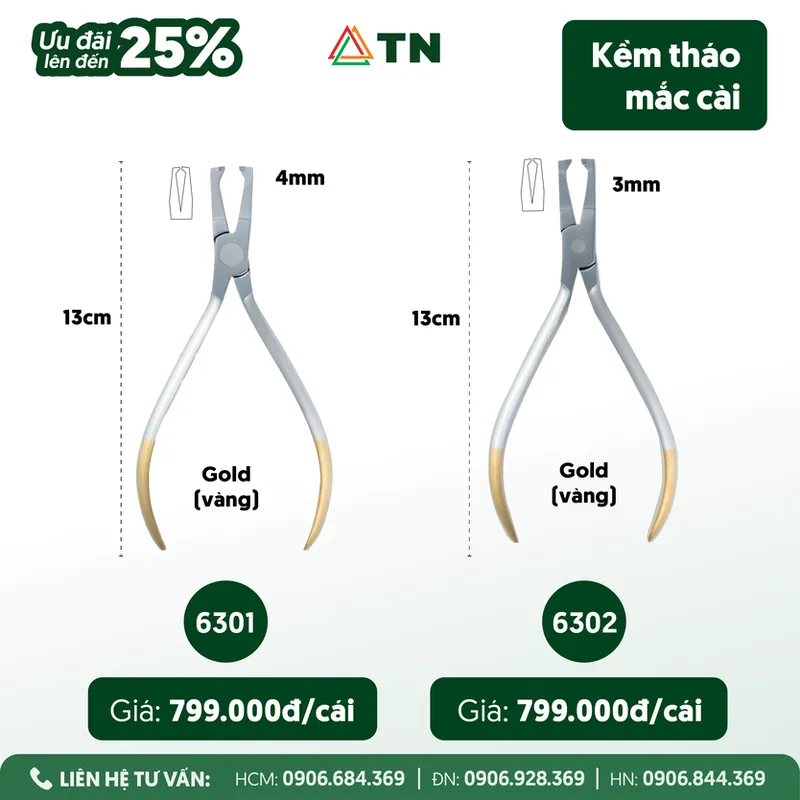 Ưu đãi
lên đến 25%
TN
Kềm tháo
mắc cài
4mm
3mm
13cm
13cm
Gold
(vàng)
Gold
(vàng)
6301
6302
Giá: 799.000đ/cái
Giá: 799.000đ/cái
LIÊN HỆ TƯ VẤN: HCM: 0906.684.369 | ĐN: 0906.928.369 | HN: 0906.844.369